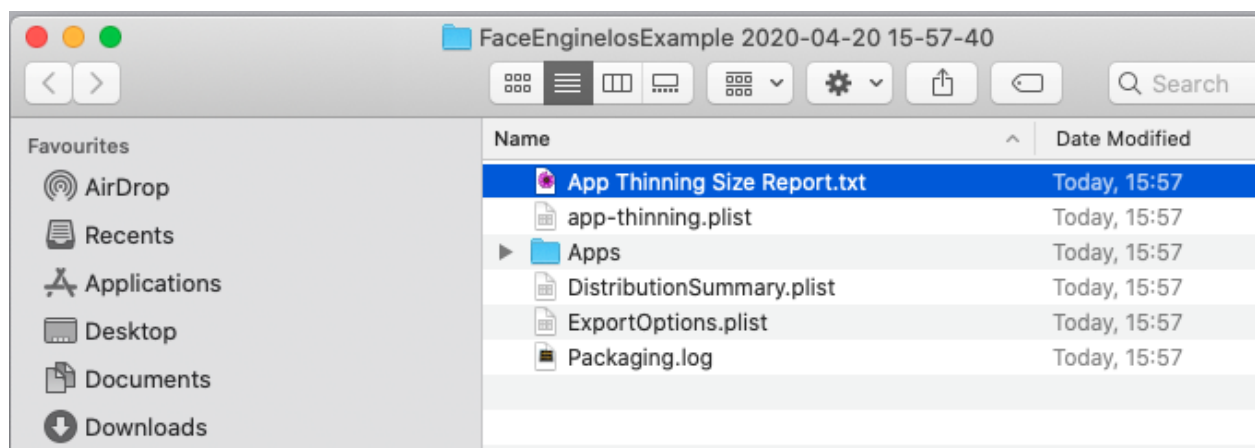 FaceEngineIosExample 2020-04-20 15-57-40
Search
Favourites
AirDrop
Recents
Applications
Desktop
Documents
Downloads
Name Date Modified
App Thinning Size Report.txt Today, 15:57
app-thinning.plist Today, 15:57
Apps Today, 15:57
DistributionSummary.plist Today, 15:57
ExportOptions.plist Today, 15:57
Packaging.log Today, 15:57